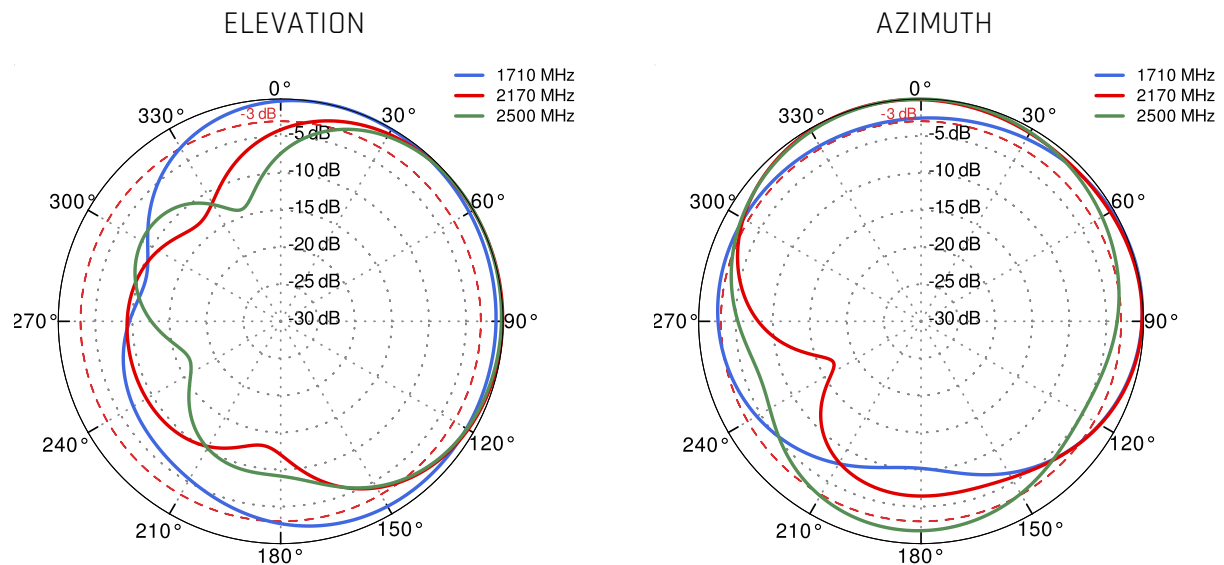 ELEVATION
1710 MHz
2170 MHz
2500 MHz
0°
330°
-3 dB
30°
-5 dB
-10 dB
300°
60°
-15 dB
-20 dB
-25 dB
270°
-30 dB
90°
240°
120°
210°
150°
180°
AZIMUTH
1710 MHz
2170 MHz
2500 MHz
0°
330°
-3 dB
30°
-5 dB
-10 dB
300°
60°
-15 dB
-20 dB
-25 dB
270°
-30 dB
90°
240°
120°
210°
150°
180°